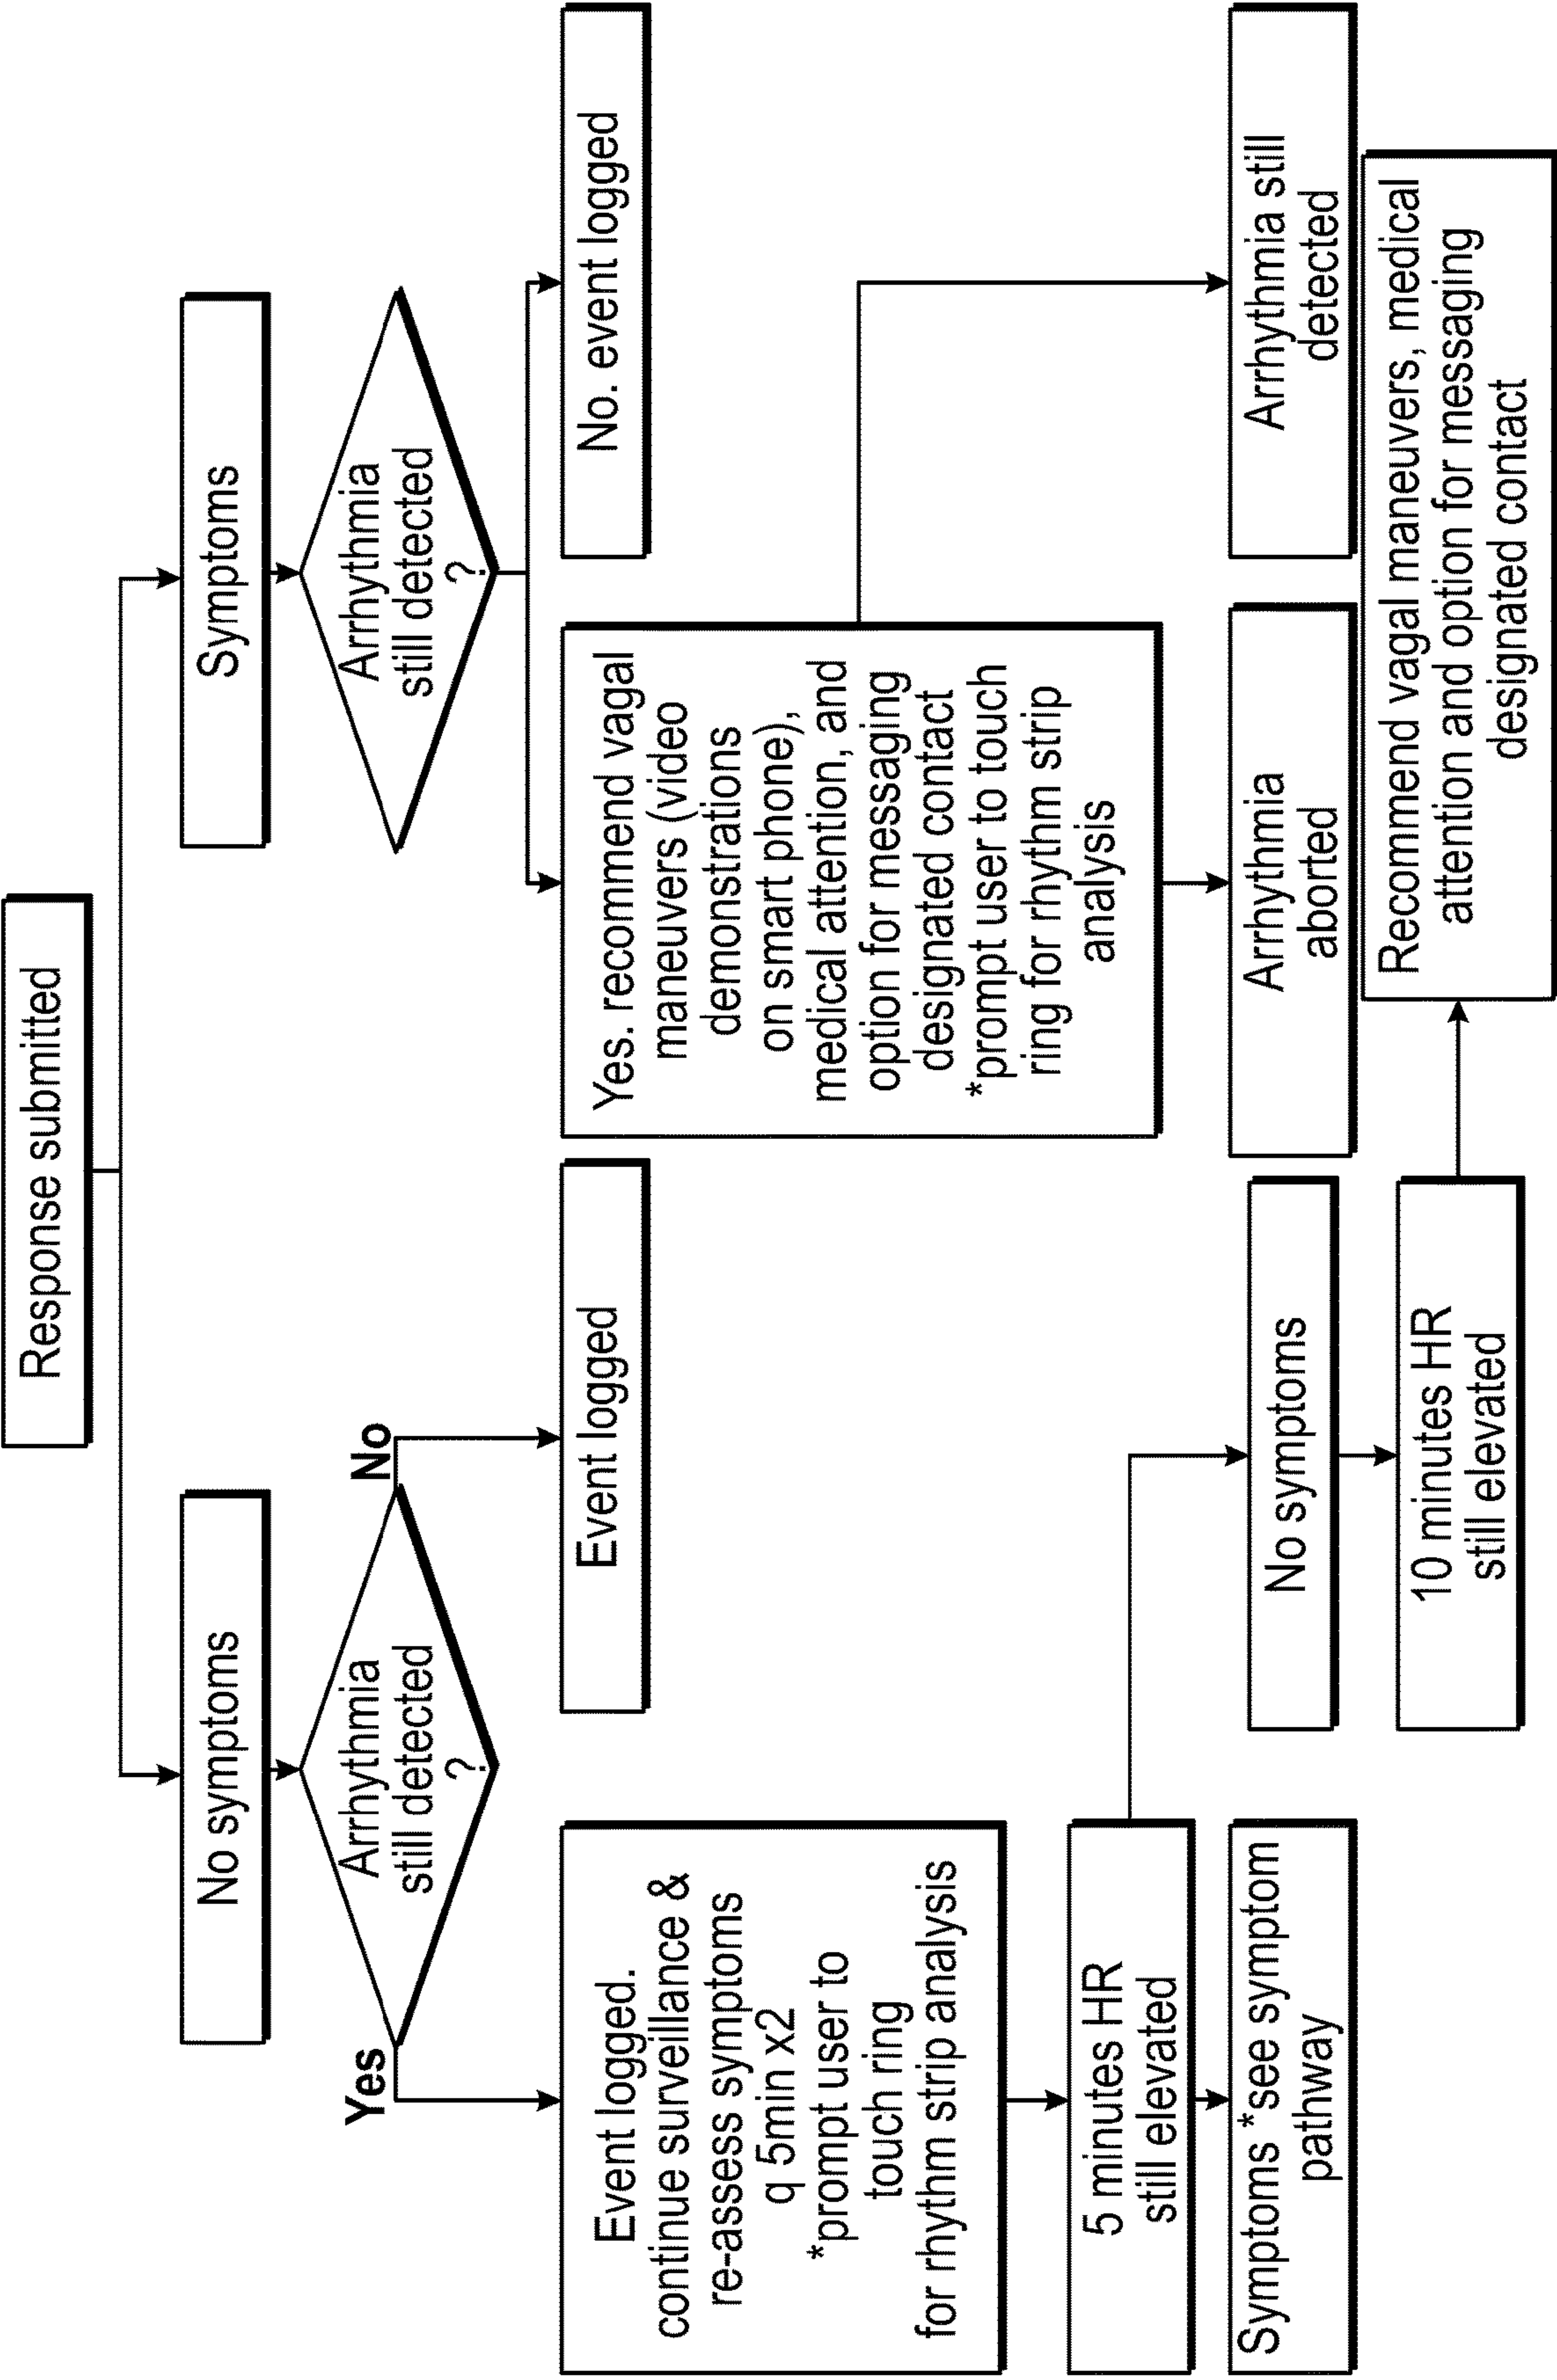 Response submitted
No symptoms
Symptoms
Arrhythmia
still detected
?
Arrhythmia
still detected
?
Yes
No
Event logged.
continue surveillance &
re-assess symptoms
q 5min x2
*prompt user to
touch ring
for rhythm strip analysis
Event logged
Yes. recommend vagal
maneuvers (video
demonstrations
on smart phone),
medical attention, and
option for messaging
designated contact
*prompt user to touch
ring for rhythm strip
analysis
No. event logged
5 minutes HR
still elevated
Symptoms *see symptom
pathway
No symptoms
Arrhythmia
aborted
Arrhythmia still
detected
10 minutes HR
still elevated
Recommend vagal maneuvers, medical
attention and option for messaging
designated contact